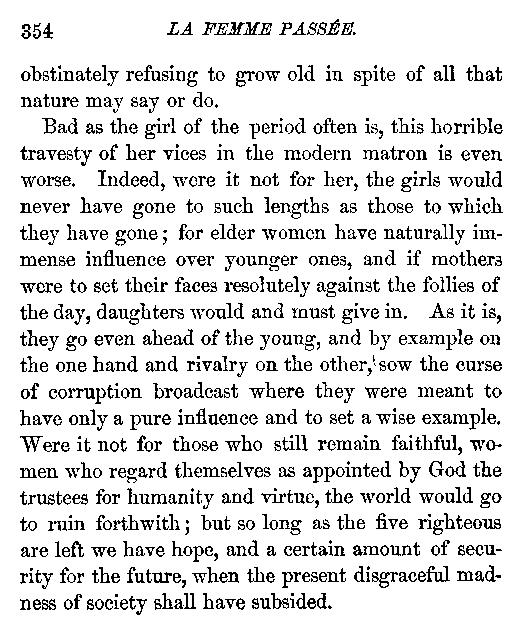 354 LA FEMME PASSÉE.
obstinately refusing to grow old in spite of all that
nature may say or do.
Bad as the girl of the period often is, this horrible
travesty of her vices in the modern matron is even
worse. Indeed, were it not for her, the girls would
never have gone to such lengths as those to which
they have gone; for elder women have naturally im-
mense influence over younger ones, and if mothers
were to set their faces resolutely against the follies of
the day, daughters would and must give in. As it is,
they go even ahead of the young, and by example on
the one hand and rivalry on the other, sow the curse
of corruption broadcast where they were meant to
have only a pure influence and to set a wise example.
Were it not for those who still remain faithful, wo-
men who regard themselves as appointed by God the
trustees for humanity and virtue, the world would go
to ruin forthwith; but so long as the five righteous
are left we have hope, and a certain amount of secu-
rity for the future, when the present disgraceful mad-
ness of society shall have subsided.